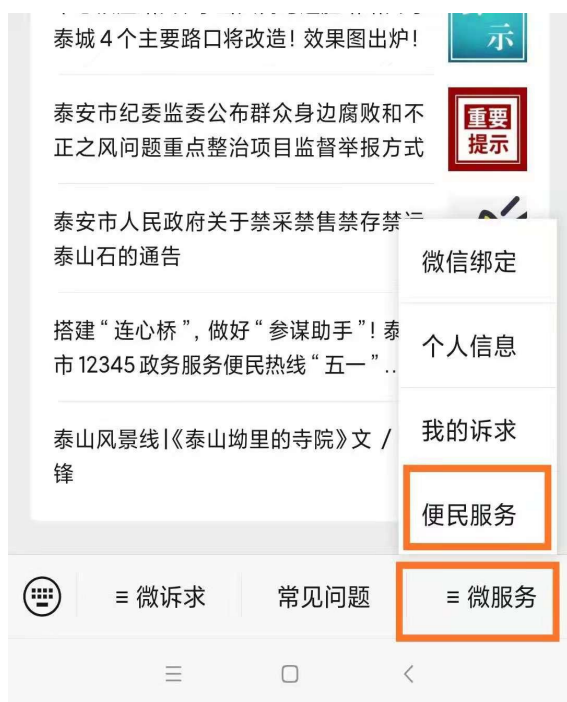 泰城4个主要路口将改造！效果图出炉！
示
泰安市纪委监委公布群众身边腐败和不
正之风问题重点整治项目监督举报方式
重要
提示
泰安市人民政府关于禁采禁售禁存禁运
泰山石的通告
搭建“连心桥”，做好“参谋助手”！泰
市12345政务服务便民热线“五一”...
泰山风景线|《泰山坳里的寺院》文 /
锋
微信绑定
个人信息
我的诉求
便民服务
≡ 微诉求
常见问题
≡ 微服务